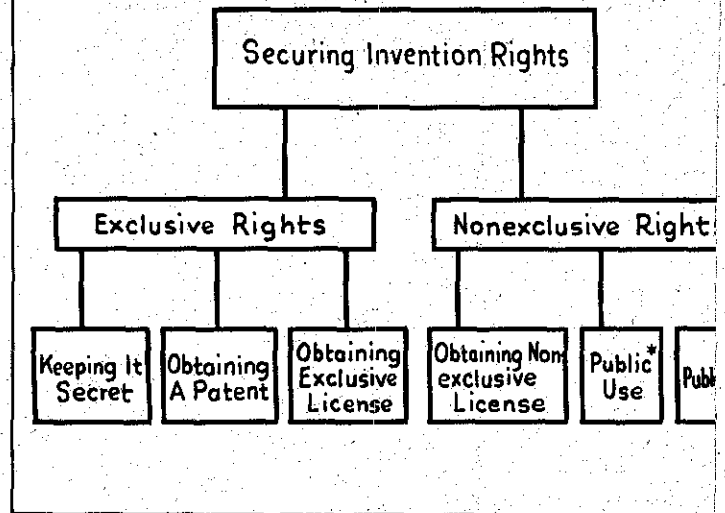 Securing Invention Rights
Exclusive Rights
Nonexclusive Right
Keeping It
Secret
Obtaining
A Patent
Obtaining
Exclusive
License
Obtaining Non-
exclusive
License
Public*
Use